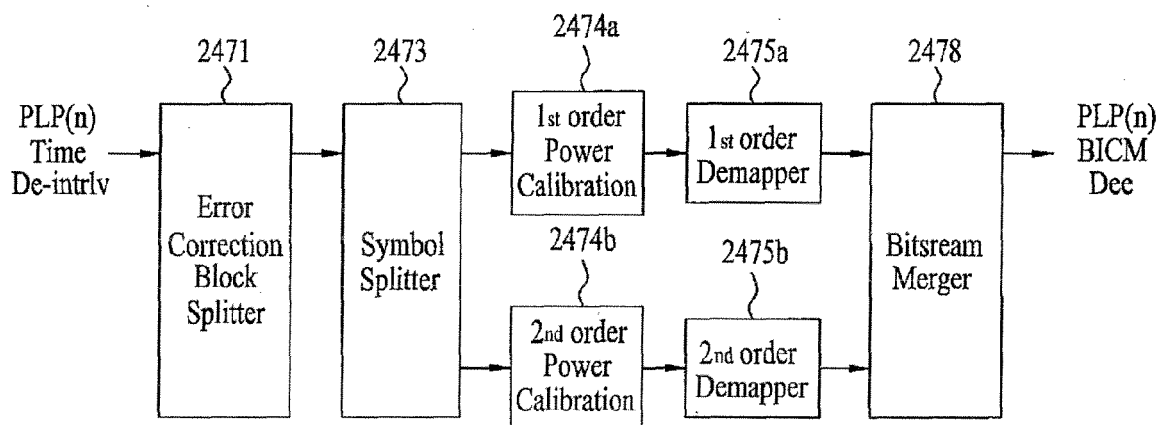 2471
2473
2474a
2475a
2478
PLP(n)
Time
De-intrlv
Error
Correction
Block
Splitter
Symbol
Splitter
1st order
Power
Calibration
1st order
Demapper
2474b
2475b
2nd order
Power
Calibration
2nd order
Demapper
Bitsream
Merger
PLP(n)
BICM
Dee